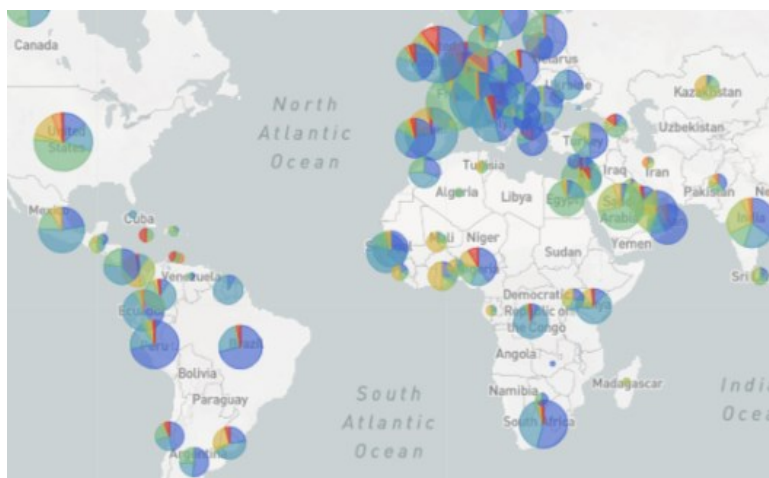 Canada
North
Atlantic
Ocean
United
States
Mexico
Cuba
Venezuela
Ecuador
Peru
Brazil
Bolivia
Paraguay
Argentina
South
Atlantic
Ocean
Belarus
Ukraine
Kazakhstan
Uzbekistan
Turkey
Tunisia
Algeria
Libya
Egypt
Iraq
Iran
Pakistan
Ne
Saudi
Arabia
Yemen
India
Sri L
Mali
Niger
Sudan
Democratic
Republic of
the Congo
Angola
Namibia
Madagascar
South Africa
Indi
Ocea